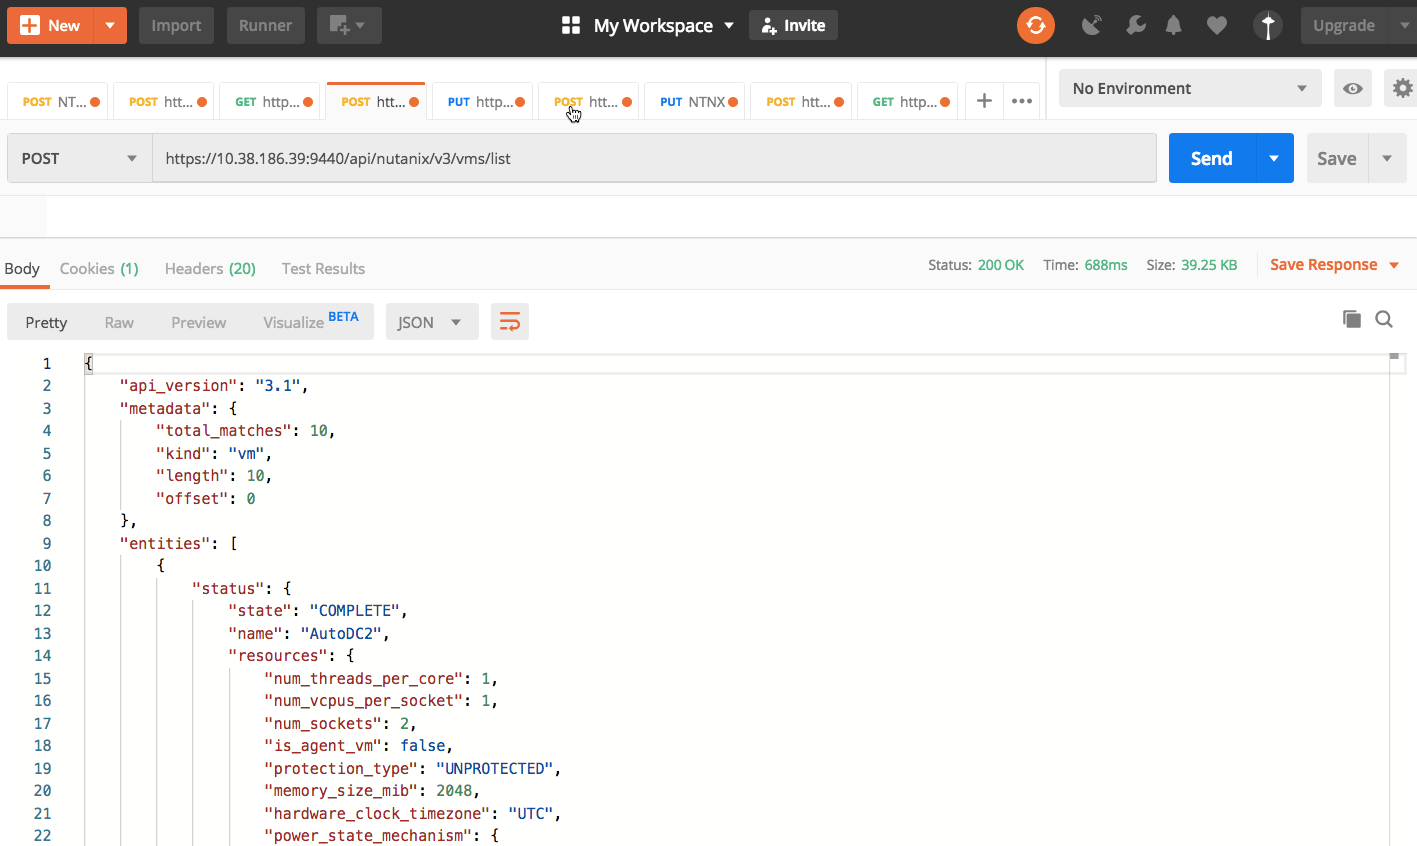 New Import Runner My Workspace Invite Upgrade
POST NT... POST htt... GET http... POST htt... PUT http... POST htt... PUT NTNX POST htt... GET http... + ••• No Environment
POST https://10.38.186.39:9440/api/nutanix/v3/vms/list Send Save
Body Cookies (1) Headers (20) Test Results Status: 200 OK Time: 688ms Size: 39.25 KB Save Response
Pretty Raw Preview Visualize BETA JSON
1 {
2 "api_version": "3.1",
3 "metadata": {
4 "total_matches": 10,
5 "kind": "vm",
6 "length": 10,
7 "offset": 0
8 },
9 "entities": [
10 {
11 "status": {
12 "state": "COMPLETE",
13 "name": "AutoDC2",
14 "resources": {
15 "num_threads_per_core": 1,
16 "num_vcpus_per_socket": 1,
17 "num_sockets": 2,
18 "is_agent_vm": false,
19 "protection_type": "UNPROTECTED",
20 "memory_size_mib": 2048,
21 "hardware_clock_timezone": "UTC",
22 "power_state_mechanism": {